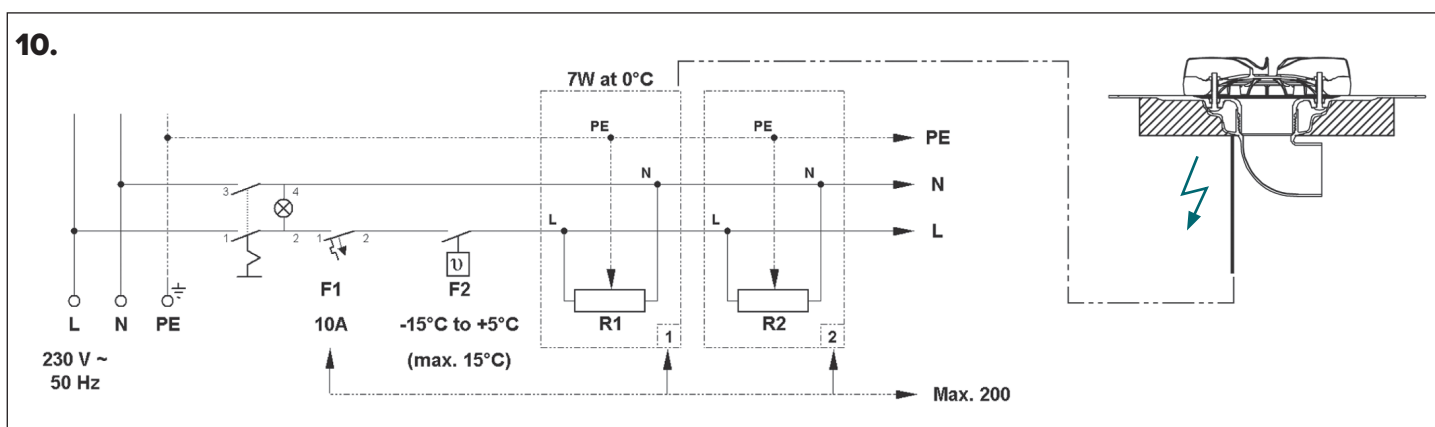 10.
7W at 0°C
PE PE PE
N N N
3 4
L L L
1 2 1 2
υ
F1 F2
R1 R2
L N PE
10A -15°C to +5°C
1 2
230 V ~ (max. 15°C)
50 Hz
Max. 200